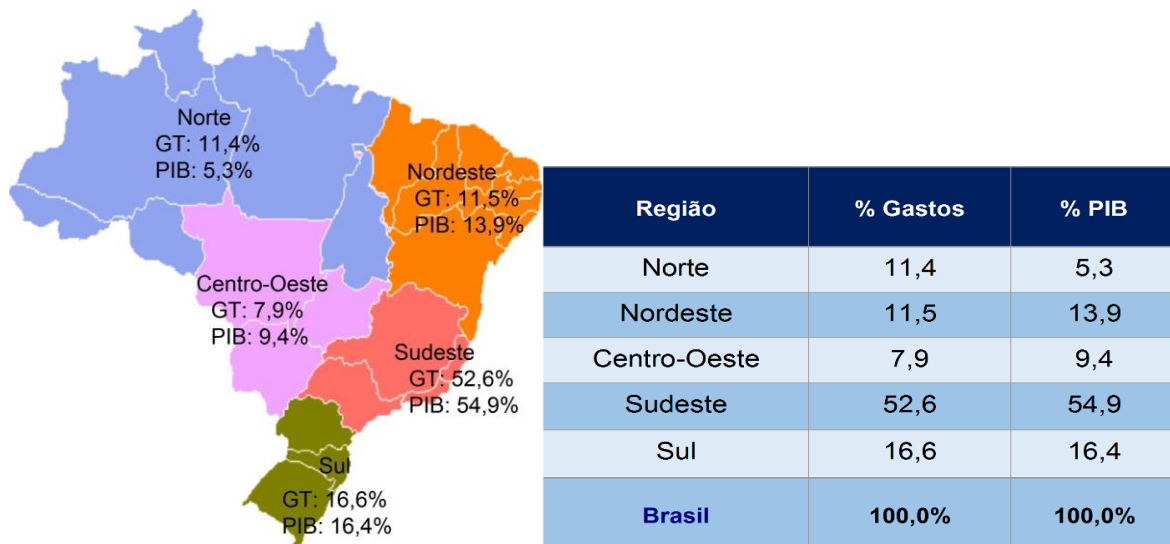 Norte
GT: 11,4%
PIB: 5,3%
Nordeste
GT: 11,5%
PIB: 13,9%
Centro-Oeste
GT: 7,9%
PIB: 9,4%
Sudeste
GT: 52,6%
PIB: 54,9%
Sul
GT: 16,6%
PIB: 16,4%
Região % Gastos % PIB
Norte 11,4 5,3
Nordeste 11,5 13,9
Centro-Oeste 7,9 9,4
Sudeste 52,6 54,9
Sul 16,6 16,4
Brasil 100,0% 100,0%